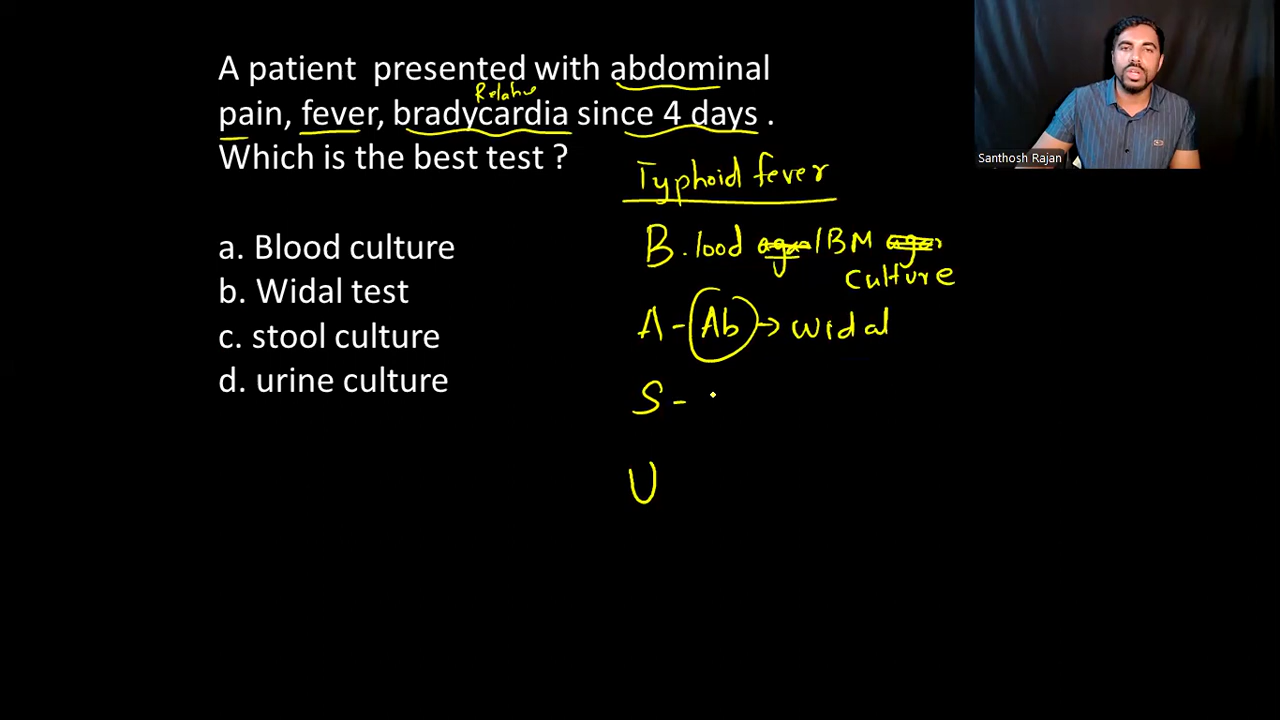 A patient presented with abdominal
Relative
pain, fever, bradycardia since 4 days .
Which is the best test ?
Santhosh Rajan
Typhoid fever
a. Blood culture
B.lood /BM
culture
b. Widal test
A - Ab → widal
c. stool culture
d. urine culture
S -
U